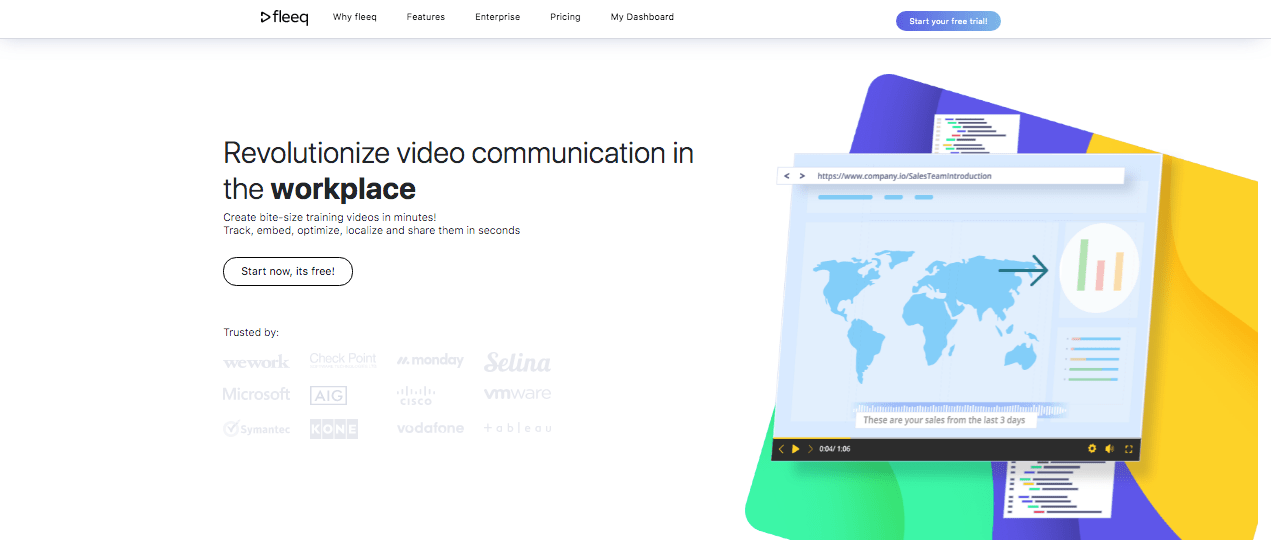 fleeq
Why fleeq
Features
Enterprise
Pricing
My Dashboard
Start your free trial!
Revolutionize video communication in
the workplace
Create bite-size training videos in minutes!
Track, embed, optimize, localize and share them in seconds
Start now, its free!
Trusted by:
wework
Check Point
monday
Selina
Microsoft
AIG
CISCO
vmware
Symantec
KONE
vodafone
+ableau
< > https://www.company.io/SalesTeamIntroduction
These are your sales from the last 3 days
0:04/ 1:06